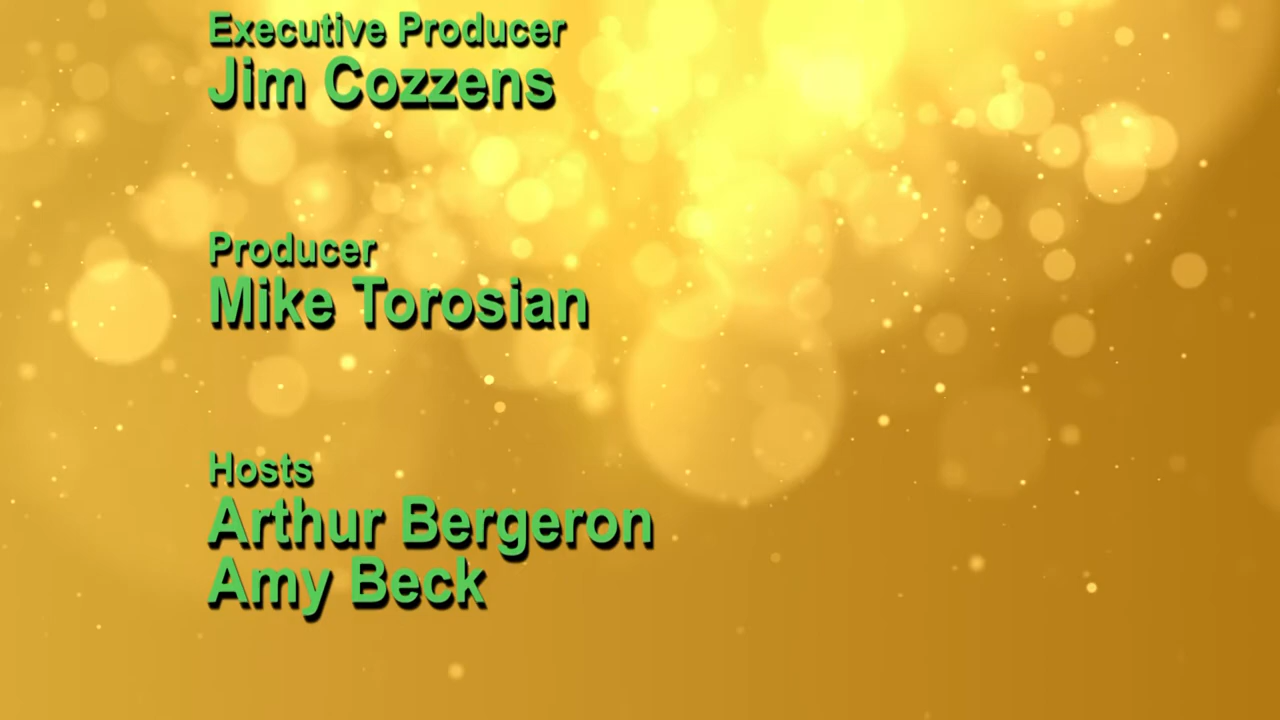 Executive Producer
Jim Cozzens
Producer
Mike Torosian
Hosts
Arthur Bergeron
Amy Beck